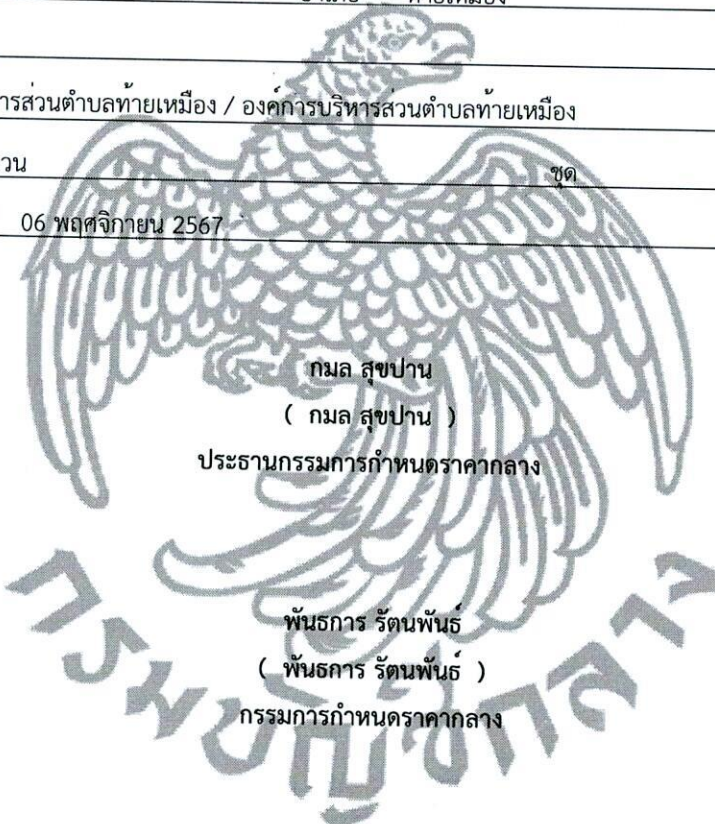 ท้ายเหมือง
ารส่วนตำบลท้ายเหมือง / องค์การบริหารส่วนตำบลท้ายเหมือง
วน ชุด
06 พฤศจิกายน 2567
กมล สุขปาน
( กมล สุขปาน )
ประธานกรรมการกำหนดราคากลาง
พันธการ รัตนพันธ์
( พันธการ รัตนพันธ์ )
กรรมการกำหนดราคากลาง
กรมบัญชีกลาง